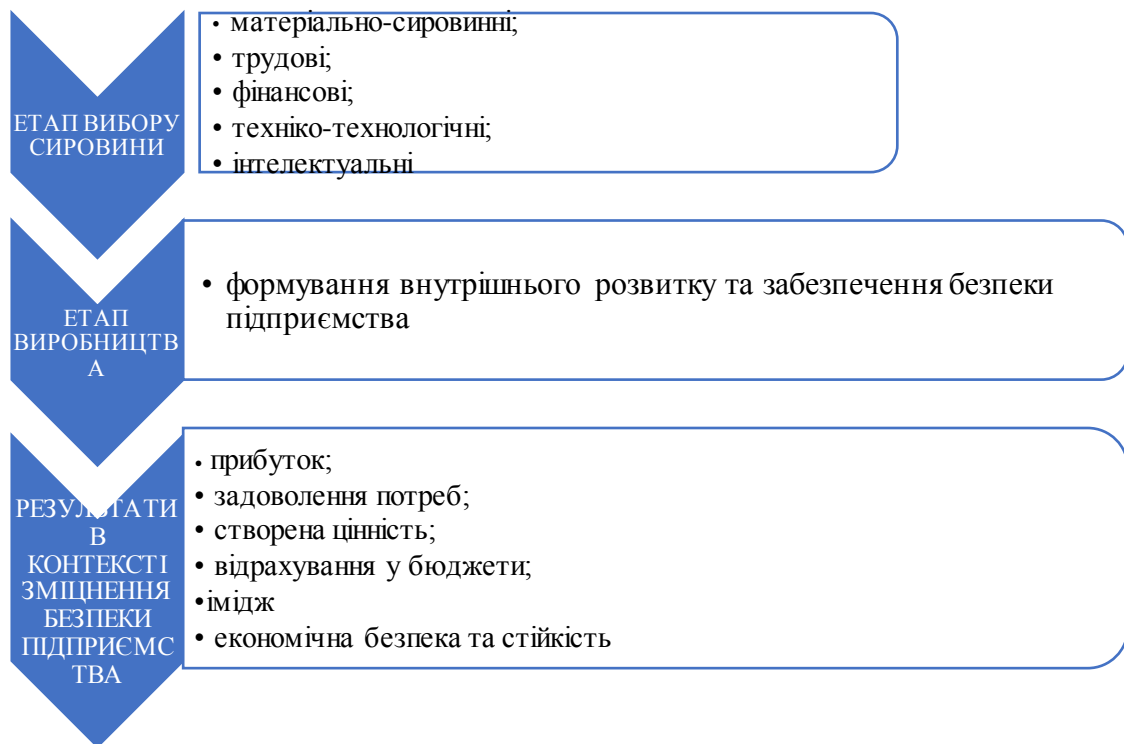 ЕТАП ВИБОРУ
СИРОВИНИ
• матеріально-сировинні;
• трудові;
• фінансові;
• техніко-технологічні;
• інтелектуальні
ЕТАП
ВИРОБНИЦТВ
А
• формування внутрішнього розвитку та забезпечення безпеки
підприємства
РЕЗУЛЬТАТИ
В
КОНТЕКСТІ
ЗМІЦНЕННЯ
БЕЗПЕКИ
ПІДПРИЄМС
ТВА
• прибуток;
• задоволення потреб;
• створена цінність;
• відрахування у бюджети;
•імідж
• економічна безпека та стійкість